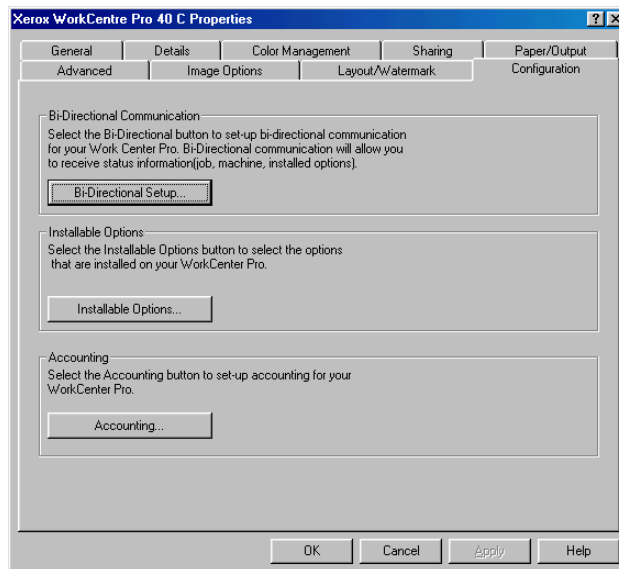 Xerox WorkCentre Pro 40 C Properties
General Details Color Management Sharing Paper/Output
Advanced Image Options Layout/Watermark Configuration
Bi-Directional Communication
Select the Bi-Directional button to set-up bi-directional communication
for your Work Center Pro. Bi-Directional communication will allow you
to receive status information(job, machine, installed options).
Bi-Directional Setup...
Installable Options
Select the Installable Options button to select the options
that are installed on your WorkCenter Pro.
Installable Options...
Accounting
Select the Accounting button to set-up accounting for your
WorkCenter Pro.
Accounting...
OK Cancel Apply Help